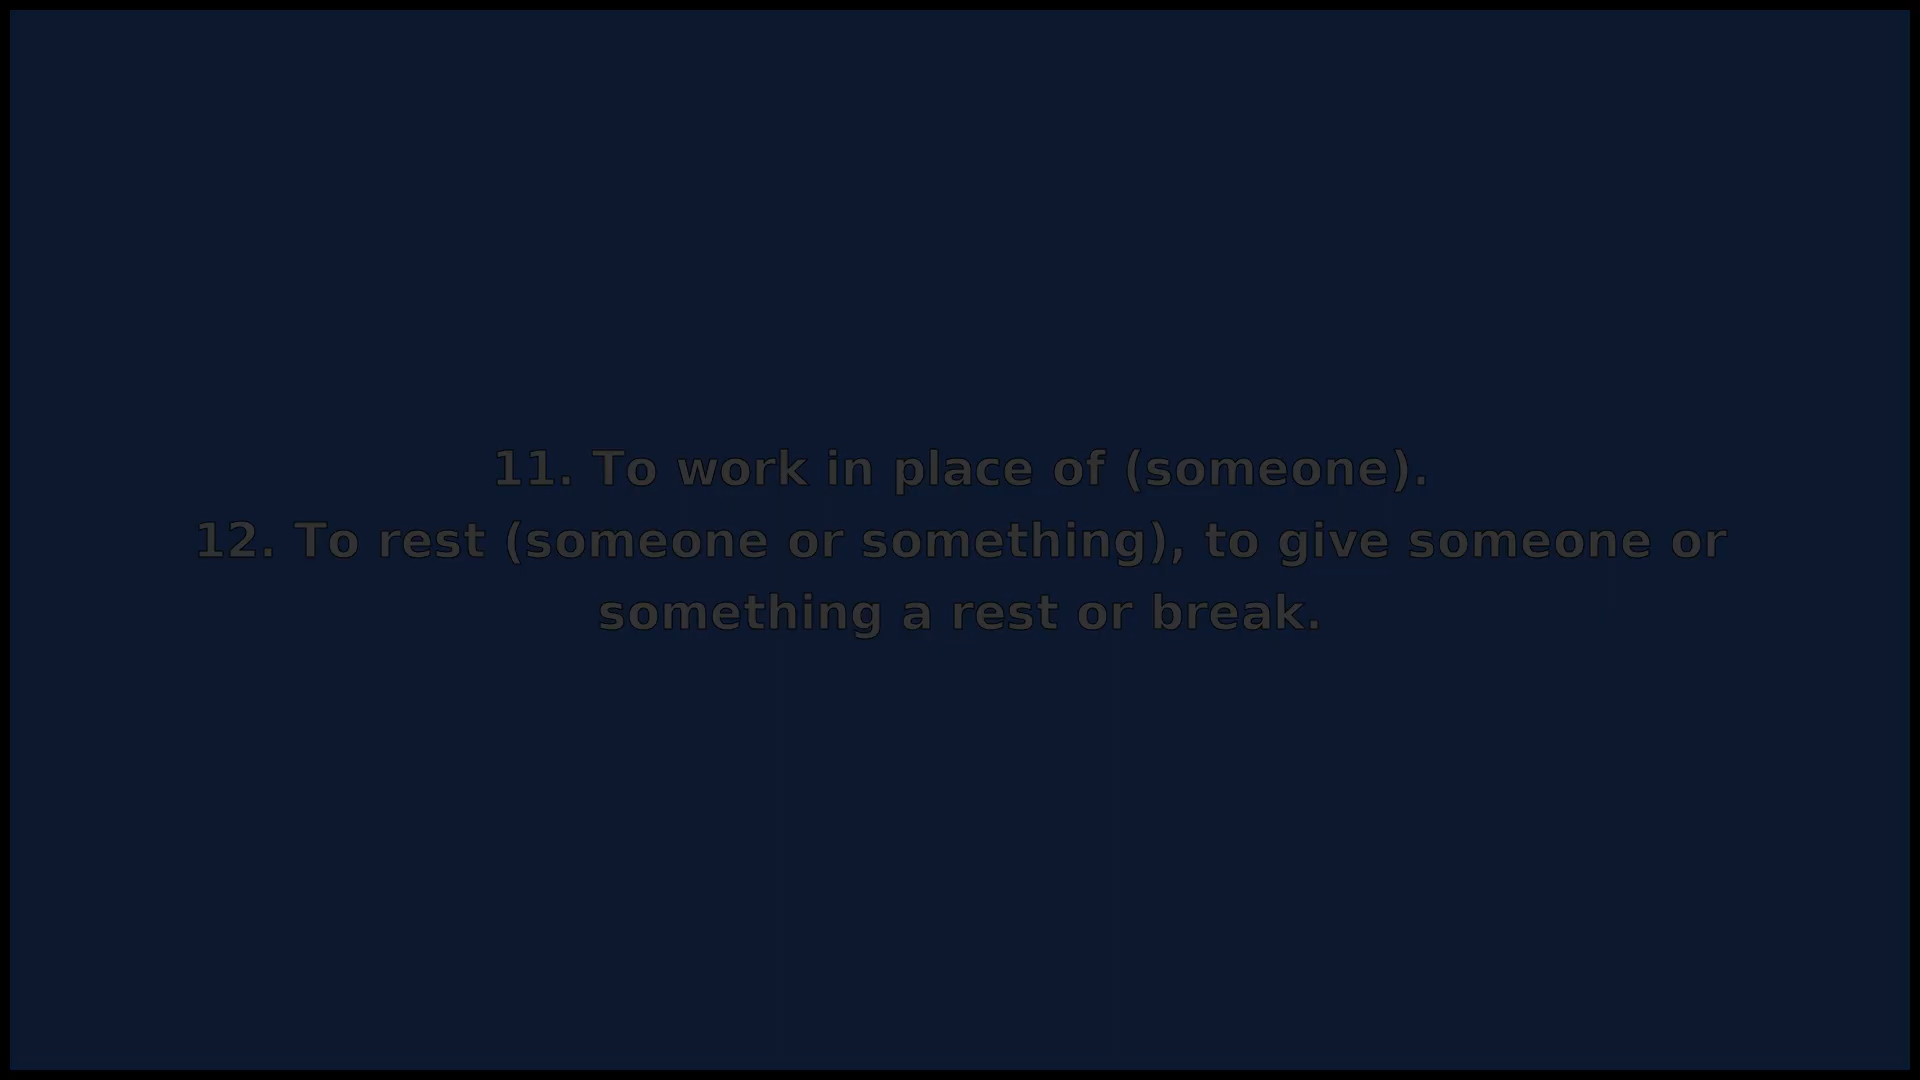 11. To work in place of (someone).
12. To rest (someone or something), to give someone or
something a rest or break.